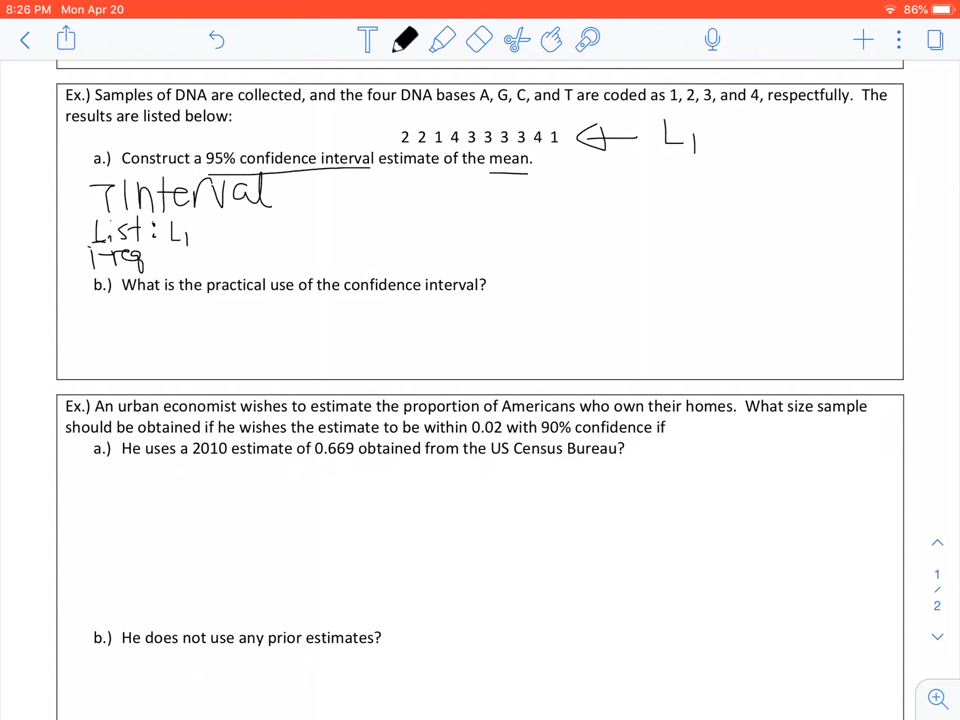 8:26 PM Mon Apr 20 86%
T
Ex.) Samples of DNA are collected, and the four DNA bases A, G, C, and T are coded as 1, 2, 3, and 4, respectfully. The
results are listed below:
2 2 1 4 3 3 3 3 4 1 L1
a.) Construct a 95% confidence interval estimate of the mean.
TInterval
List: L1
Freq
b.) What is the practical use of the confidence interval?
Ex.) An urban economist wishes to estimate the proportion of Americans who own their homes. What size sample
should be obtained if he wishes the estimate to be within 0.02 with 90% confidence if
a.) He uses a 2010 estimate of 0.669 obtained from the US Census Bureau?
1
/
2
b.) He does not use any prior estimates?